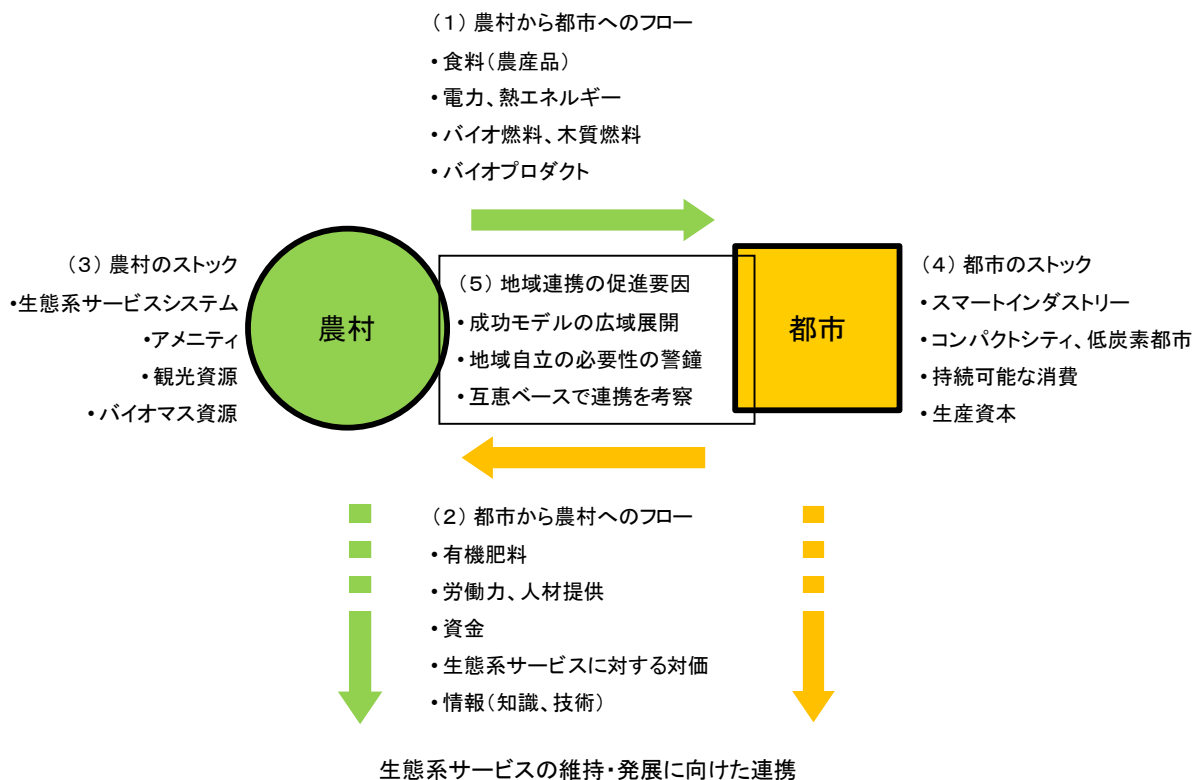 (1) 農村から都市へのフロー
・食料(農産品)
・電力、熱エネルギー
・バイオ燃料、木質燃料
・バイオプロダクト
(3) 農村のストック
・生態系サービスシステム
・アメニティ
・観光資源
・バイオマス資源
農村
(5) 地域連携の促進要因
・成功モデルの広域展開
・地域自立の必要性の警鐘
・互恵ベースで連携を考察
都市
(4) 都市のストック
・スマートインダストリー
・コンパクトシティ、低炭素都市
・持続可能な消費
・生産資本
(2) 都市から農村へのフロー
・有機肥料
・労働力、人材提供
・資金
・生態系サービスに対する対価
・情報(知識、技術)
生態系サービスの維持・発展に向けた連携